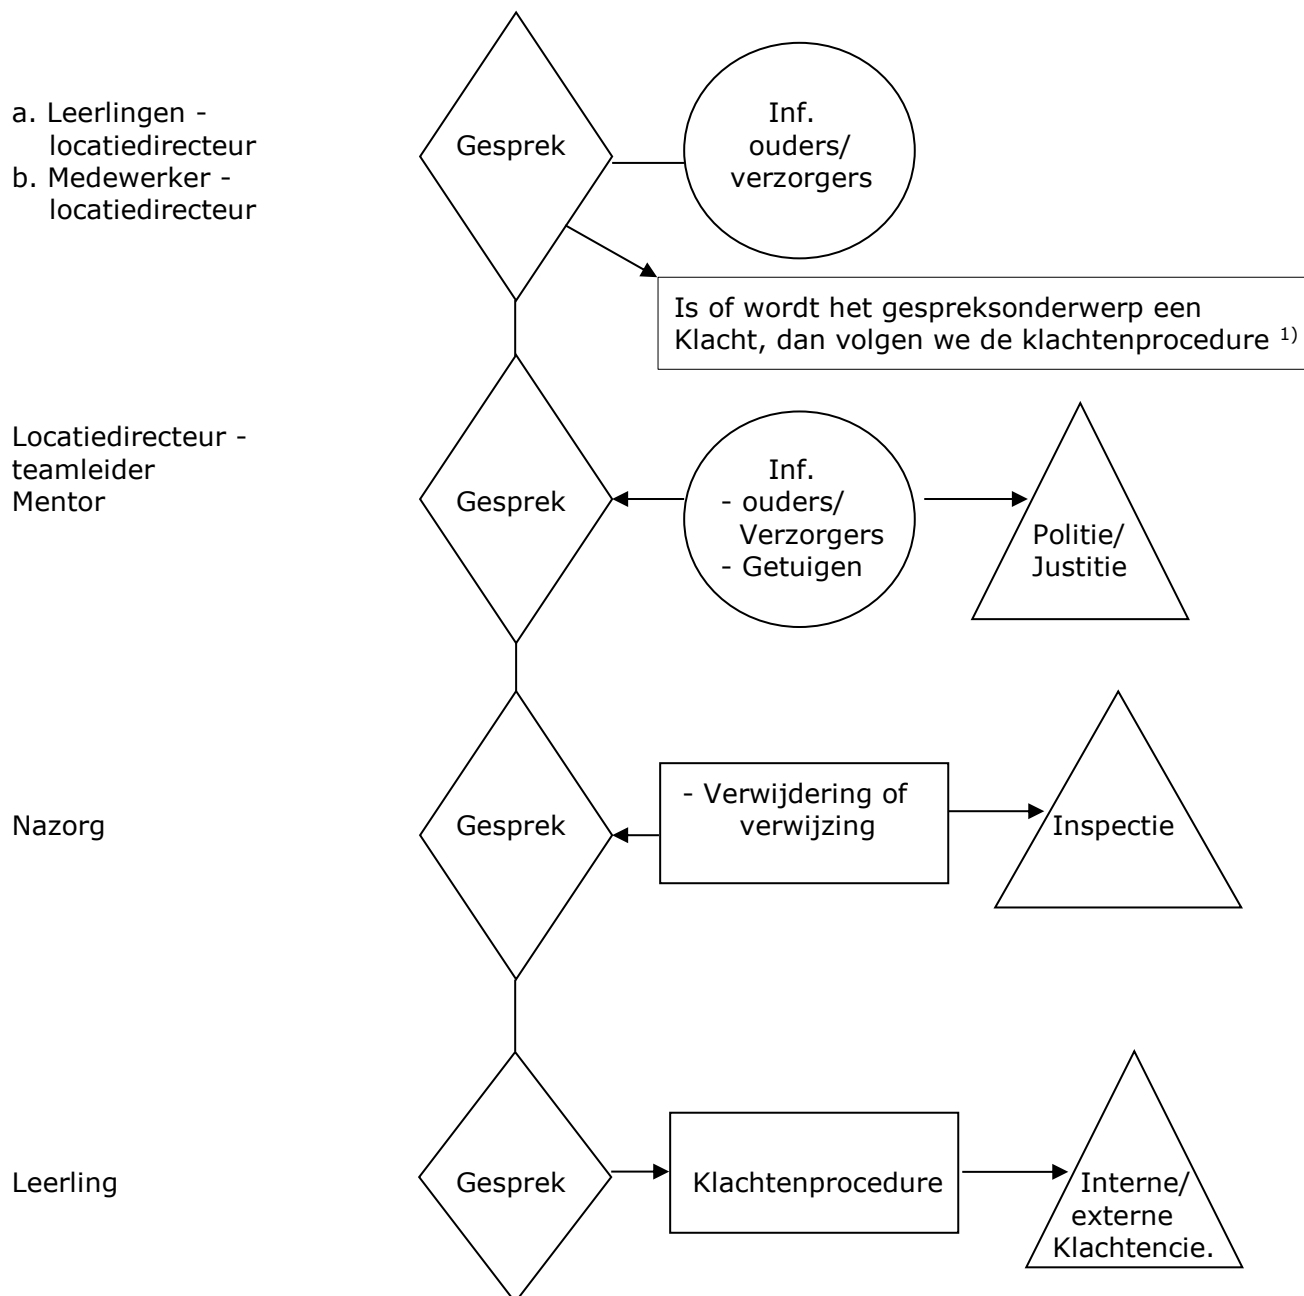 a. Leerlingen -
locatiedirecteur
b. Medewerker -
locatiedirecteur
Gesprek
Inf.
ouders/
verzorgers
Is of wordt het gespreksonderwerp een
Klacht, dan volgen we de klachtenprocedure ¹⁾
Locatiedirecteur -
teamleider
Mentor
Gesprek
Inf.
- ouders/
Verzorgers
- Getuigen
Politie/
Justitie
Nazorg
Gesprek
- Verwijdering of
verwijzing
Inspectie
Leerling
Gesprek
Klachtenprocedure
Interne/
externe
Klachtencie.